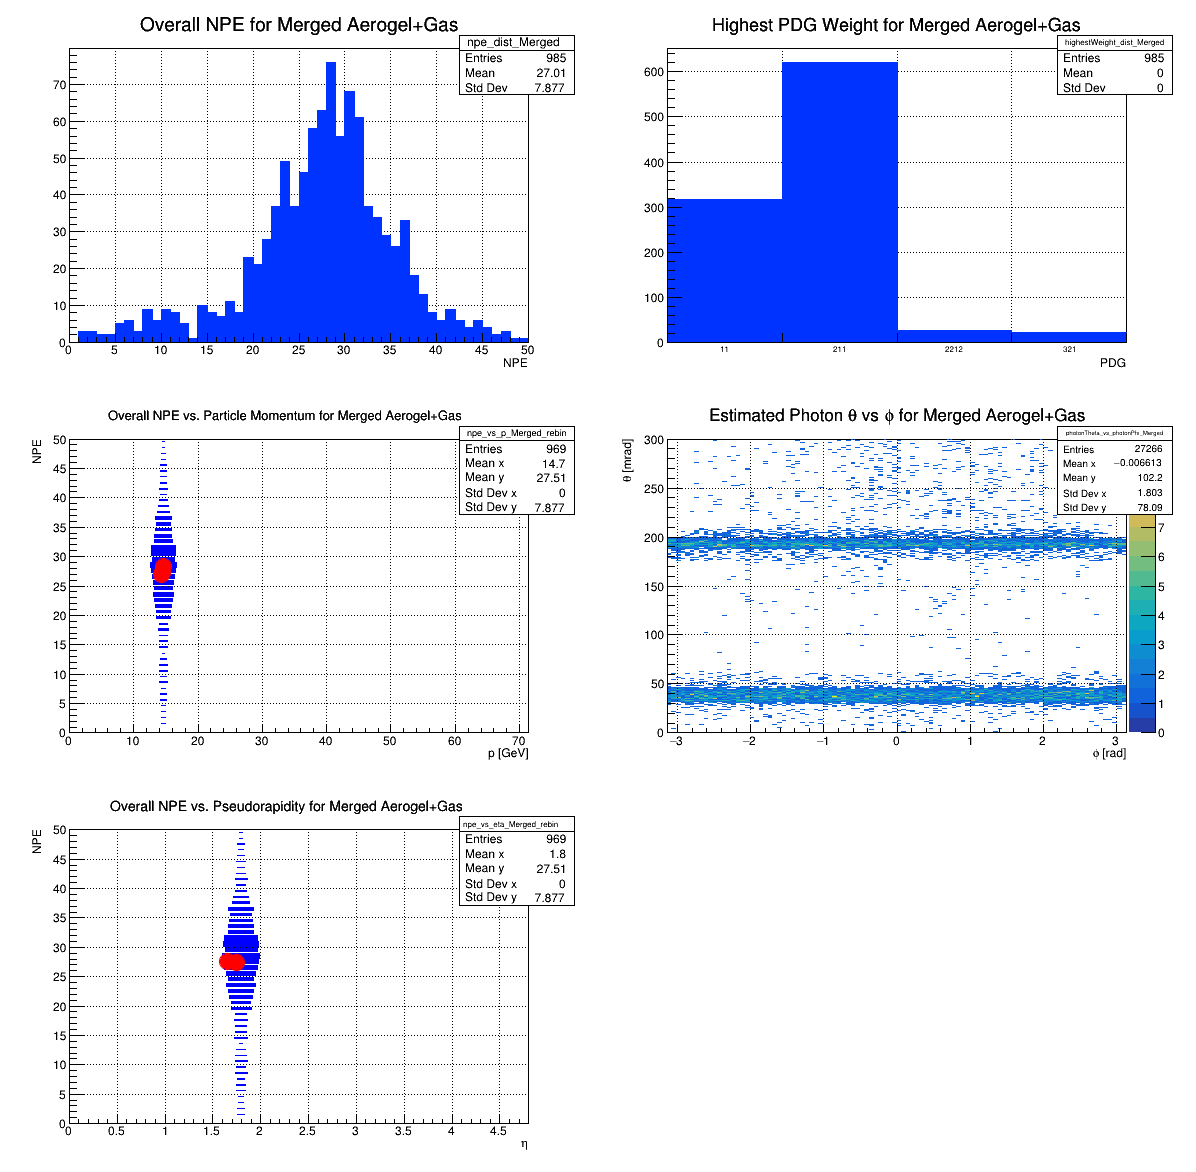 Overall NPE for Merged Aerogel+Gas
npe_dist_Merged
Entries 985
Mean 27.01
Std Dev 7.877
70
60
50
40
30
20
10
0
0 5 10 15 20 25 30 35 40 45 50
NPE
Highest PDG Weight for Merged Aerogel+Gas
highestWeight_dist_Merged
Entries 985
Mean 0
Std Dev 0
600
500
400
300
200
100
0
11 211 2212 321
PDG
Overall NPE vs. Particle Momentum for Merged Aerogel+Gas
npe_vs_p_Merged_rebin
Entries 969
Mean x 14.7
Mean y 27.51
Std Dev x 0
Std Dev y 7.877
NPE
50
45
40
35
30
25
20
15
10
5
0
0 10 20 30 40 50 60 70
p [GeV]
Estimated Photon θ vs ϕ for Merged Aerogel+Gas
photonTheta_vs_photonPhi_Merged
Entries 27266
Mean x −0.006613
Mean y 102.2
Std Dev x 1.803
Std Dev y 78.09
θ [mrad]
300
250
200
150
100
50
0
−3 −2 −1 0 1 2 3
ϕ [rad]
7
6
5
4
3
2
1
0
Overall NPE vs. Pseudorapidity for Merged Aerogel+Gas
npe_vs_eta_Merged_rebin
Entries 969
Mean x 1.8
Mean y 27.51
Std Dev x 0
Std Dev y 7.877
NPE
50
45
40
35
30
25
20
15
10
5
0
0 0.5 1 1.5 2 2.5 3 3.5 4 4.5
η